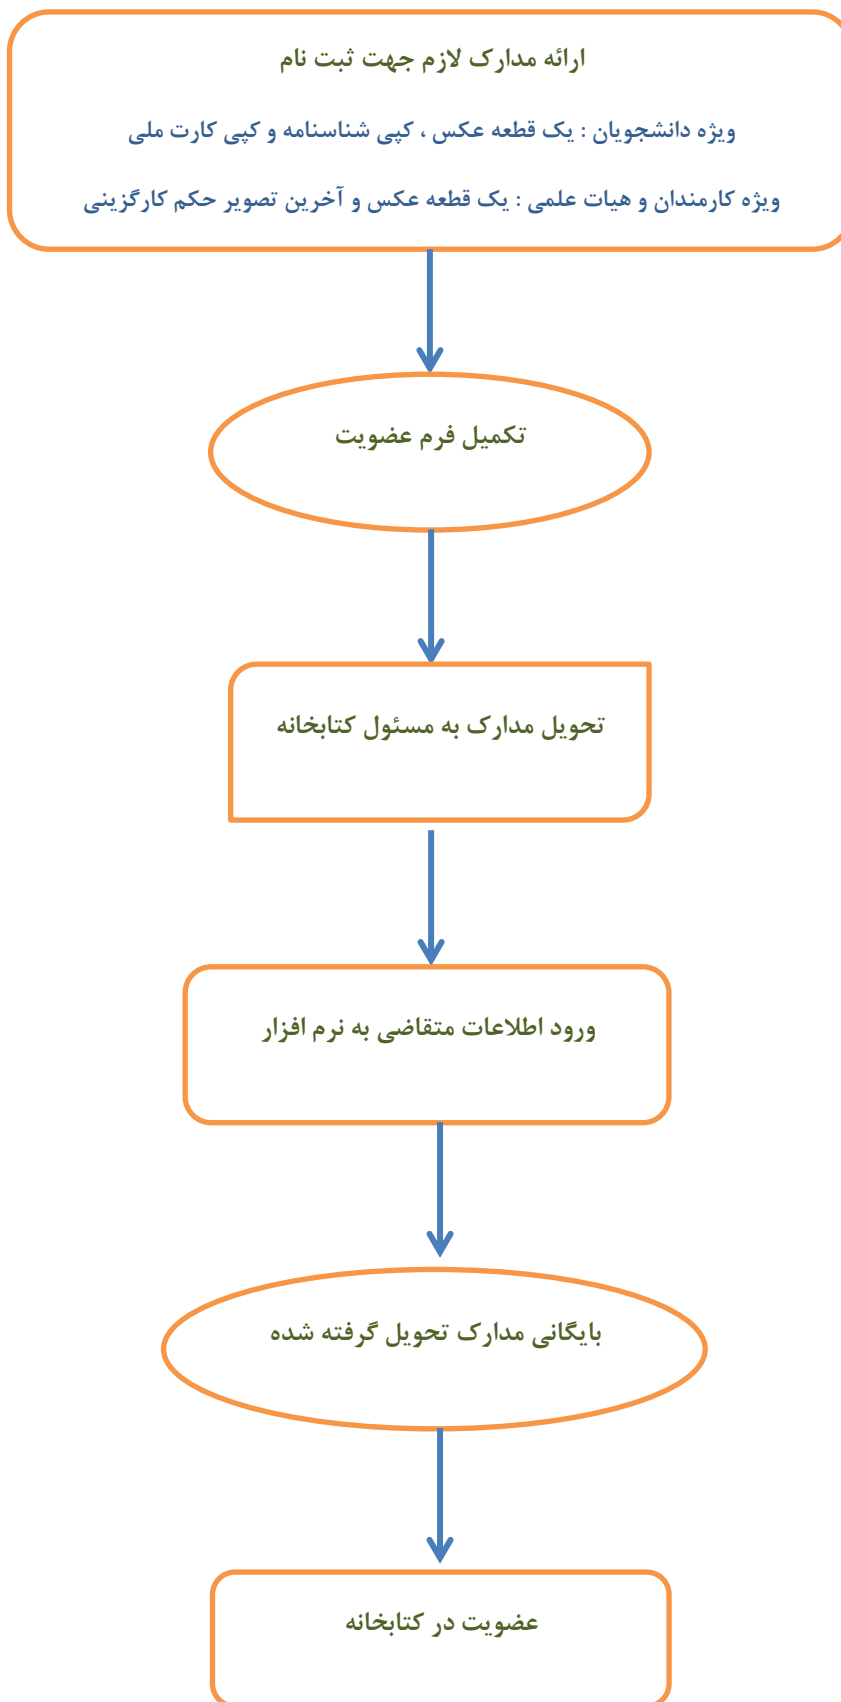 ارائه مدارک لازم جهت ثبت نام
ویژه دانشجویان : یک قطعه عکس ، کپی شناسنامه و کپی کارت ملی
ویژه کارمندان و هیات علمی : یک قطعه عکس و آخرین تصویر حکم کارگزینی
تکمیل فرم عضویت
تحویل مدارک به مسئول کتابخانه
ورود اطلاعات متقاضی به نرم افزار
بایگانی مدارک تحویل گرفته شده
عضویت در کتابخانه